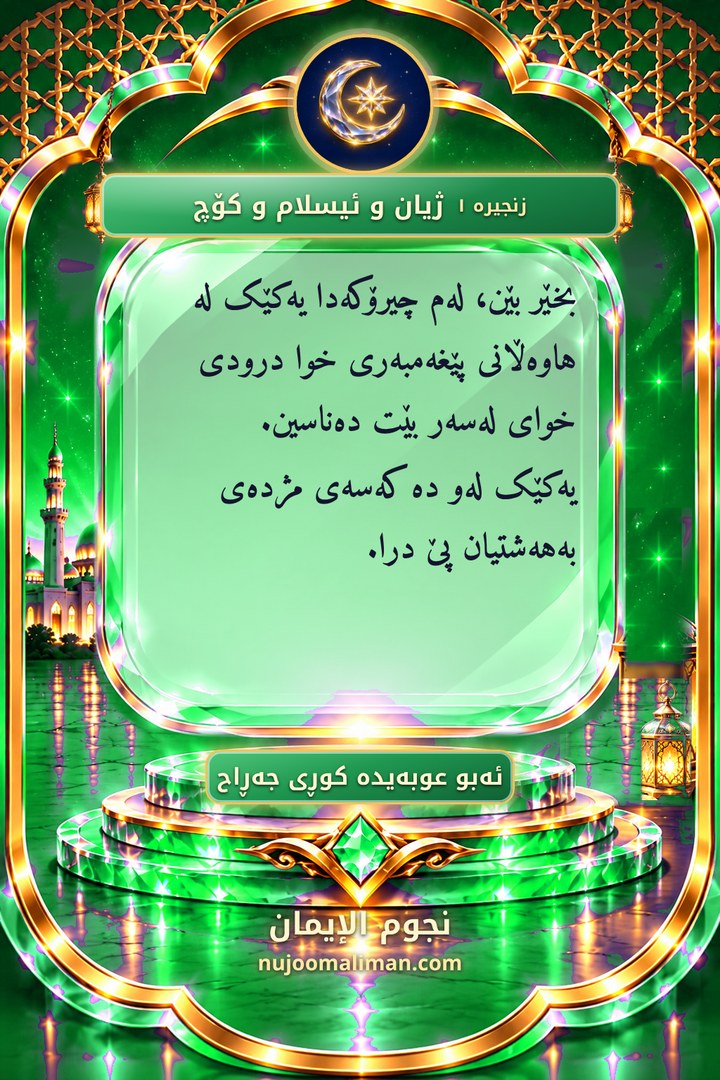 زنجیرە ١ ژیان و ئیسلام و کۆچ
بخێر بێن، لەم چیرۆکەدا یەکێک لە
هاوەڵانی پێغەمبەری خوا درودی
خوای لەسەر بێت دەناسین.
یەکێک لەو دە کەسەی مژدەی
بەهەشتیان پێ درا.
ئەبو عوبەیدە کوڕی جەڕاح
نجوم الإيمان
nujoomaliman.com